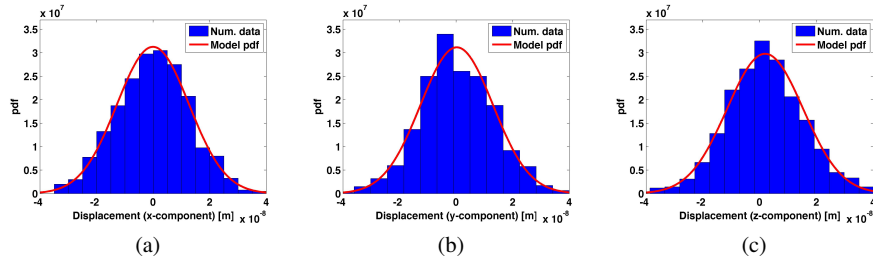 x 10^7
3.5
3
2.5
2
1.5
1
0.5
0
pdf
Num. data
Model pdf
-4 -2 0 2 4
Displacement (x-component) [m] x 10^-8
(a)
x 10^7
3.5
3
2.5
2
1.5
1
0.5
0
pdf
Num. data
Model pdf
-4 -2 0 2 4
Displacement (y-component) [m] x 10^-8
(b)
x 10^7
3.5
3
2.5
2
1.5
1
0.5
0
pdf
Num. data
Model pdf
-4 -2 0 2 4
Displacement (z-component) [m] x 10^-8
(c)